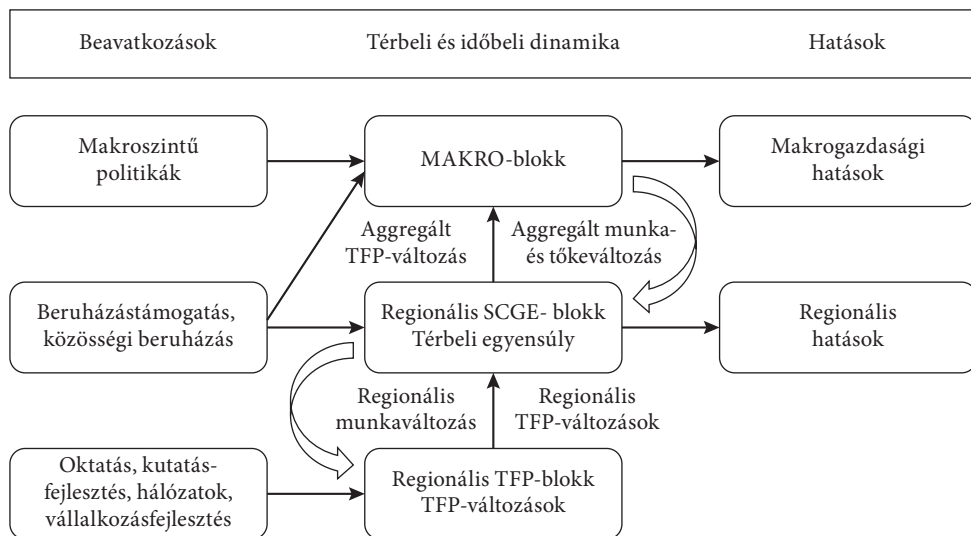 Beavatkozások
Térbeli és időbeli dinamika
Hatások
Makroszintű
politikák
MAKRO-blokk
Makrogazdasági
hatások
Aggregált
TFP-változás
Aggregált munka-
és tőkeváltozás
Beruházástámogatás,
közösségi beruházás
Regionális SCGE- blokk
Térbeli egyensúly
Regionális
hatások
Regionális
munkaváltozás
Regionális
TFP-változások
Oktatás, kutatás-
fejlesztés, hálózatok,
vállalkozásfejlesztés
Regionális TFP-blokk
TFP-változások